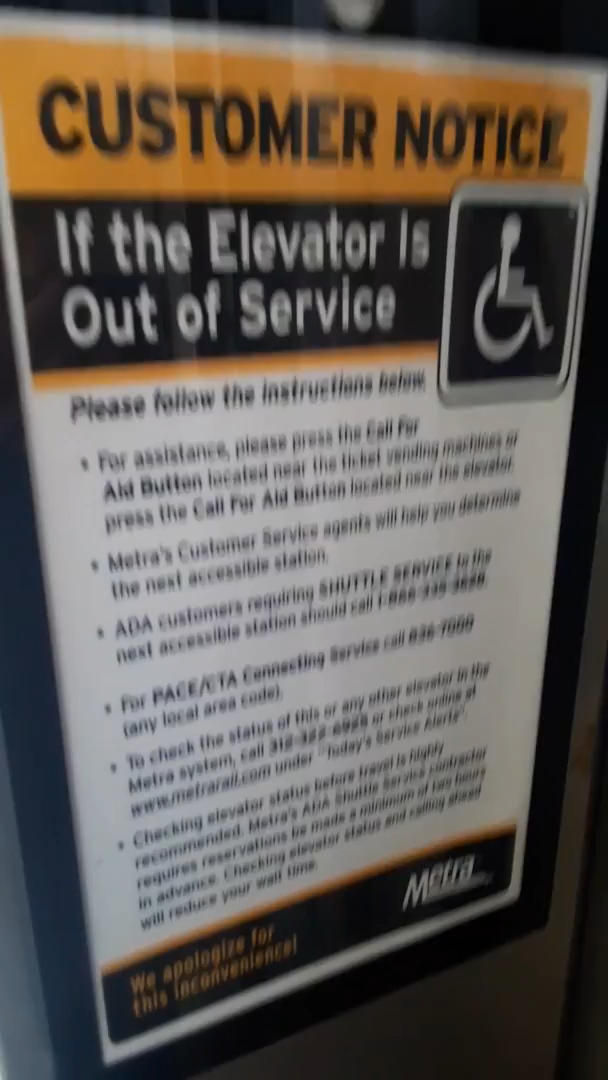 CUSTOMER NOTICE
If the Elevator Is
Out of Service
Please follow the instructions below.
• For assistance, please press the Call For
Aid Button located near the ticket vending machines or
press the Call For Aid Button located near the elevator.
• Metra's Customer Service agents will help you determine
the next accessible station.
• ADA customers requiring SHUTTLE SERVICE to the
next accessible station should call
• For PACE/CTA Connecting Service call 836-7000
(any local area code).
• To check the status of this or any other elevator in the
Metra system, call or check online at
www.metrarail.com under "Today's Service Alerts".
• Checking elevator status before travel is highly
recommended. Metra's ADA Shuttle Service contractor
requires reservations be made a minimum of two hours
in advance. Checking elevator status and calling ahead
will reduce your wait time.
Metra
We apologize for
this inconvenience!